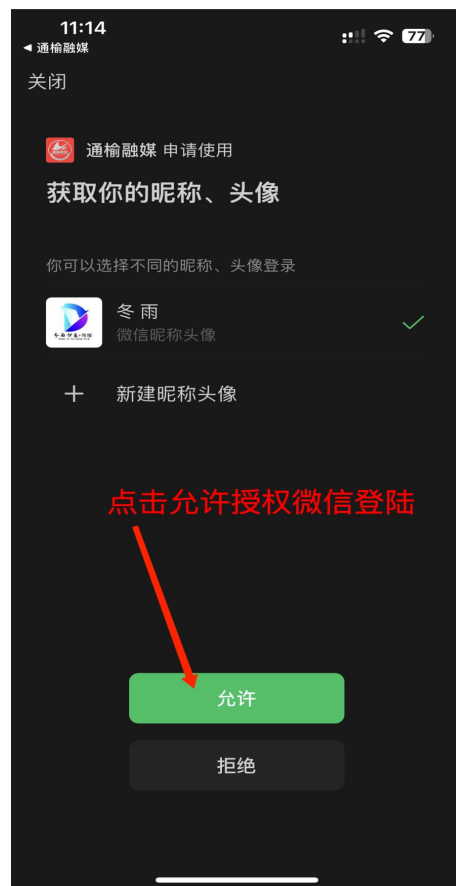 11:14
77
◀ 通榆融媒
关闭
通榆融媒 申请使用
获取你的昵称、头像
你可以选择不同的昵称、头像登录
冬 雨
微信昵称头像
新建昵称头像
点击允许授权微信登陆
允许
拒绝